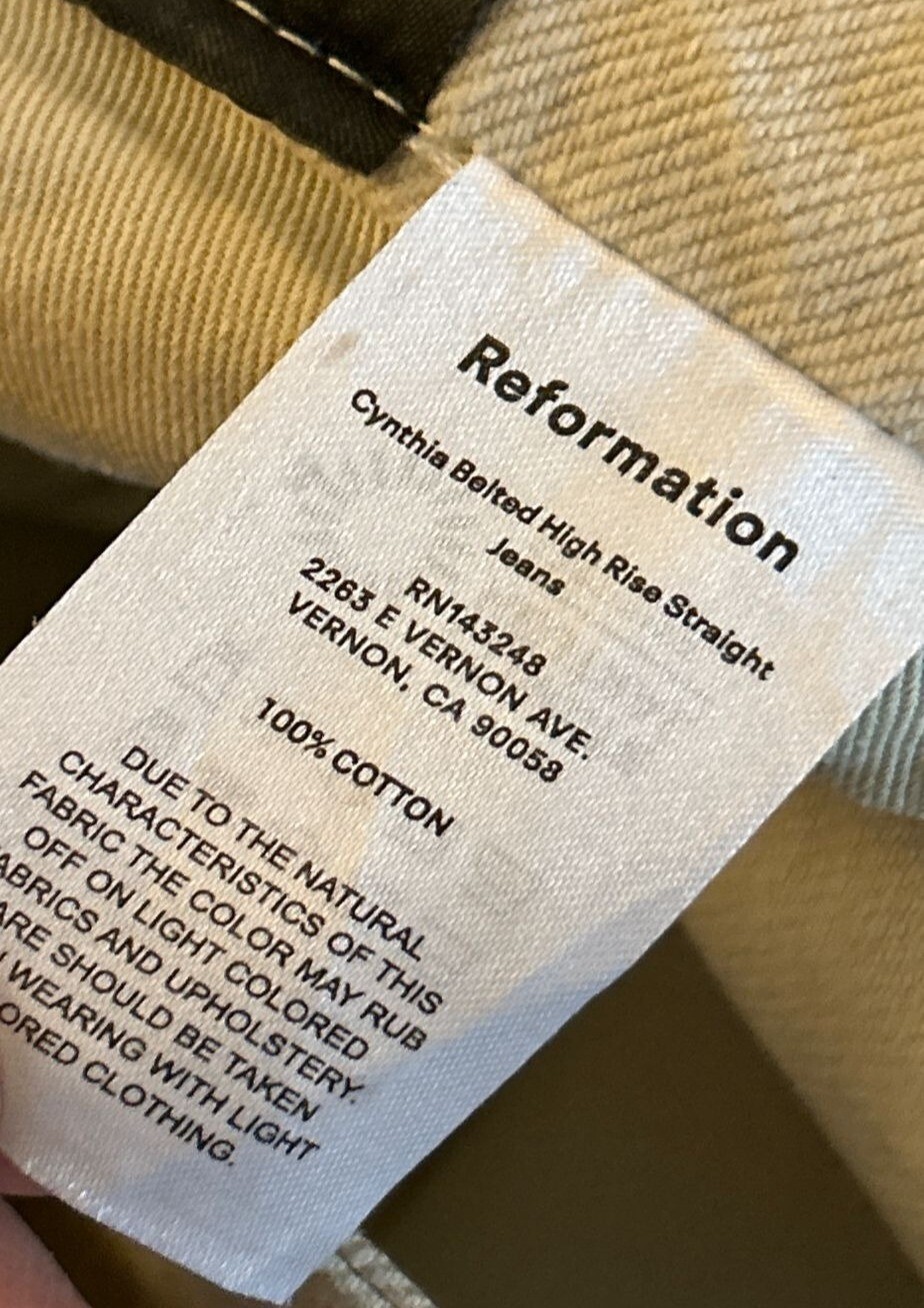 Reformation
Cynthia Belted High Rise Straight
Jeans
RN143248
2263 E VERNON AVE.
VERNON, CA 90058
100% COTTON
DUE TO THE NATURAL
CHARACTERISTICS OF THIS
FABRIC THE COLOR MAY RUB
OFF ON LIGHT COLORED
ABRICS AND UPHOLSTERY.
ARE SHOULD BE TAKEN
WEARING WITH LIGHT
ORED CLOTHING.